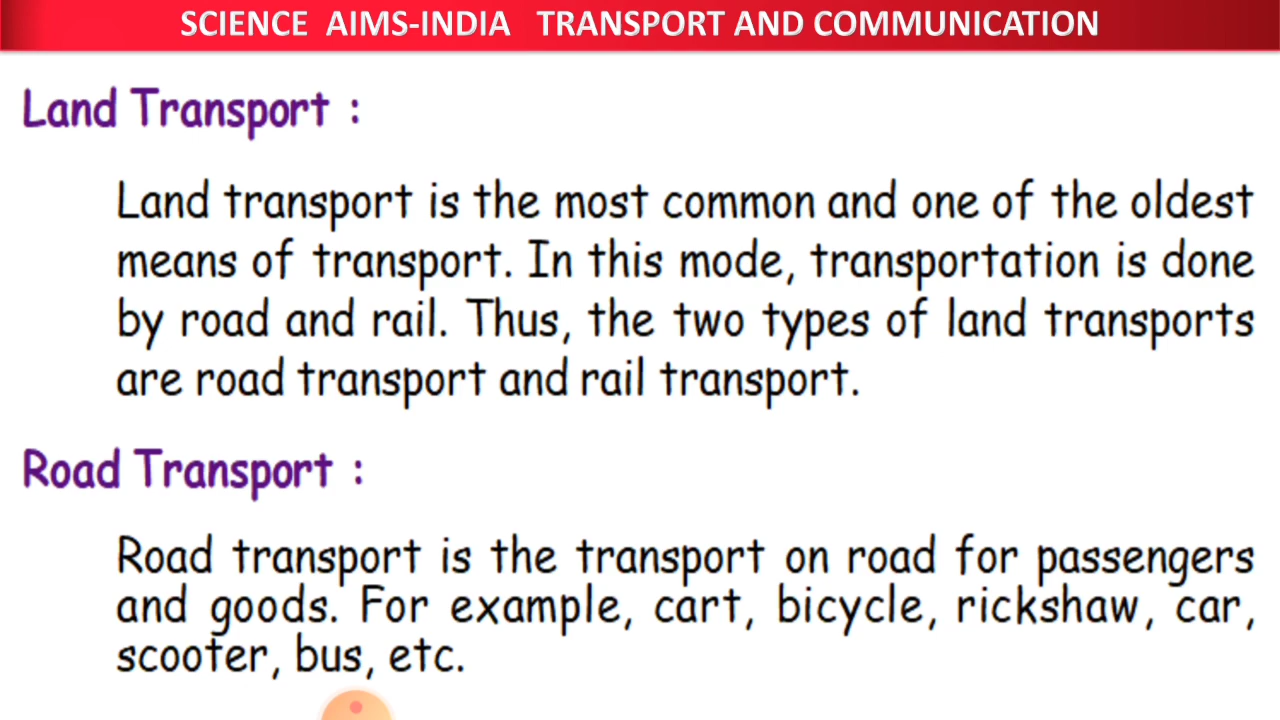 SCIENCE AIMS-INDIA TRANSPORT AND COMMUNICATION
Land Transport :
Land transport is the most common and one of the oldest
means of transport. In this mode, transportation is done
by road and rail. Thus, the two types of land transports
are road transport and rail transport.
Road Transport :
Road transport is the transport on road for passengers
and goods. For example, cart, bicycle, rickshaw, car,
scooter, bus, etc.